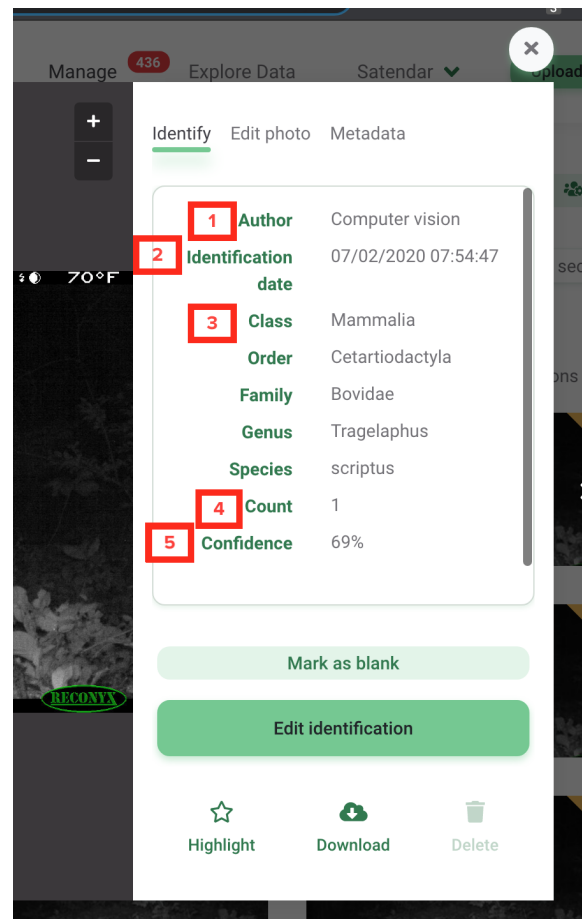 3
Manage 436 Explore Data Satendar Upload
Identify Edit photo Metadata
1 Author Computer vision
2 Identification date 07/02/2020 07:54:47
70°F
3 Class Mammalia
Order Cetartiodactyla
Family Bovidae
Genus Tragelaphus
Species scriptus
4 Count 1
5 Confidence 69%
RECONYX
Mark as blank
Edit identification
Highlight Download Delete